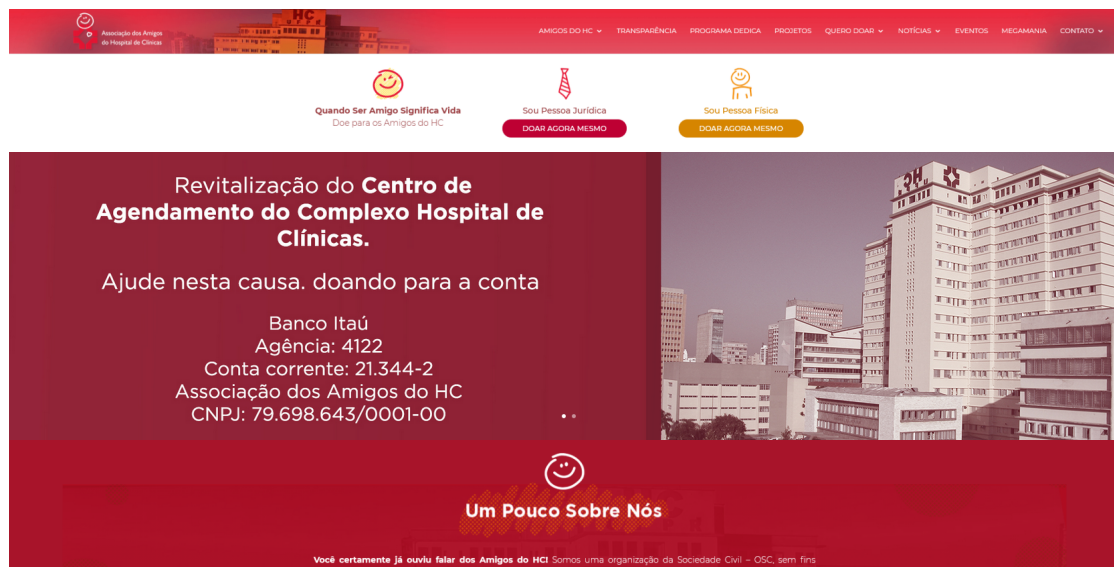 HC
Associação dos Amigos
do Hospital de Clínicas
AMIGOS DO HC
TRANSPARÊNCIA
PROGRAMA DEDICA
PROJETOS
QUERO DOAR
NOTÍCIAS
EVENTOS
MEGAMANIA
CONTATO
Quando Ser Amigo Significa Vida
Doe para os Amigos do HC
Sou Pessoa Jurídica
DOAR AGORA MESMO
Sou Pessoa Física
DOAR AGORA MESMO
Revitalização do Centro de
Agendamento do Complexo Hospital de
Clínicas.
Ajude nesta causa. doando para a conta
Banco Itaú
Agência: 4122
Conta corrente: 21.344-2
Associação dos Amigos do HC
CNPJ: 79.698.643/0001-00
Um Pouco Sobre Nós
Você certamente já ouviu falar dos Amigos do HC! Somos uma organização da Sociedade Civil – OSC, sem fins